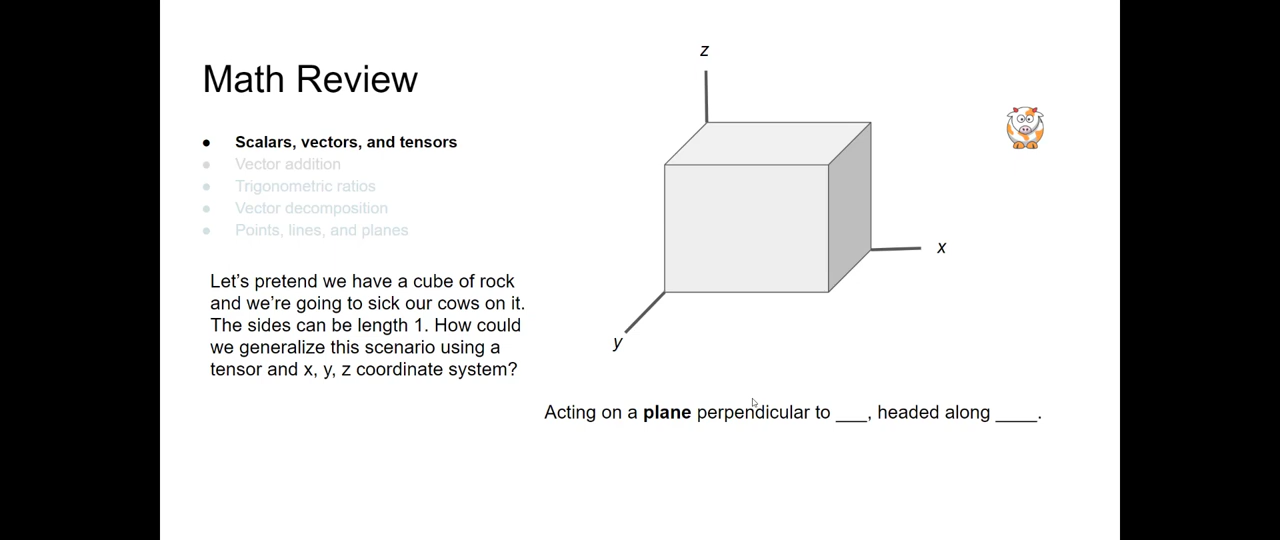 Math Review
• Scalars, vectors, and tensors
• Vector addition
• Trigonometric ratios
• Vector decomposition
• Points, lines, and planes
Let’s pretend we have a cube of rock
and we’re going to sick our cows on it.
The sides can be length 1. How could
we generalize this scenario using a
tensor and x, y, z coordinate system?
z
x
y
Acting on a plane perpendicular to ___, headed along ____.